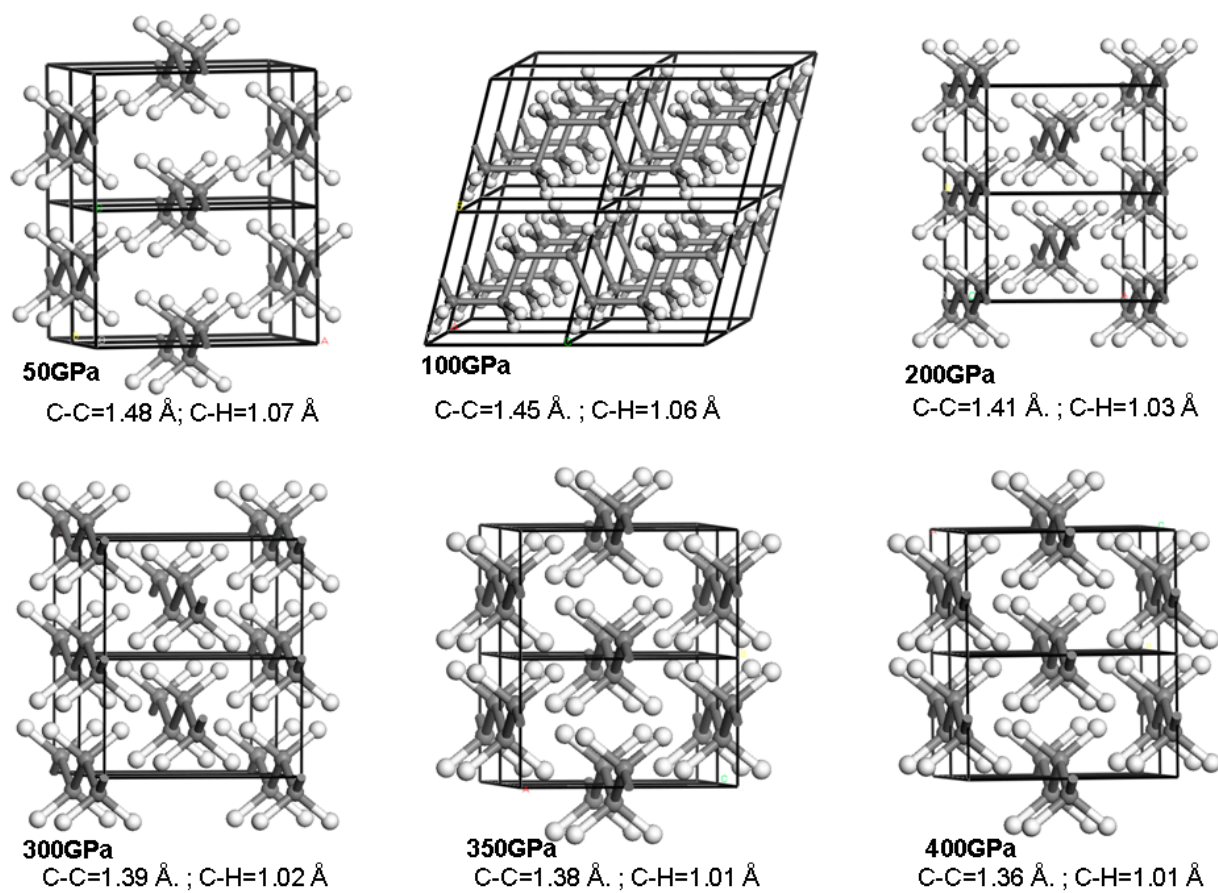 50GPa
C-C=1.48 Å; C-H=1.07 Å
100GPa
C-C=1.45 Å. ; C-H=1.06 Å
200GPa
C-C=1.41 Å. ; C-H=1.03 Å
300GPa
C-C=1.39 Å. ; C-H=1.02 Å
350GPa
C-C=1.38 Å. ; C-H=1.01 Å
400GPa
C-C=1.36 Å. ; C-H=1.01 Å